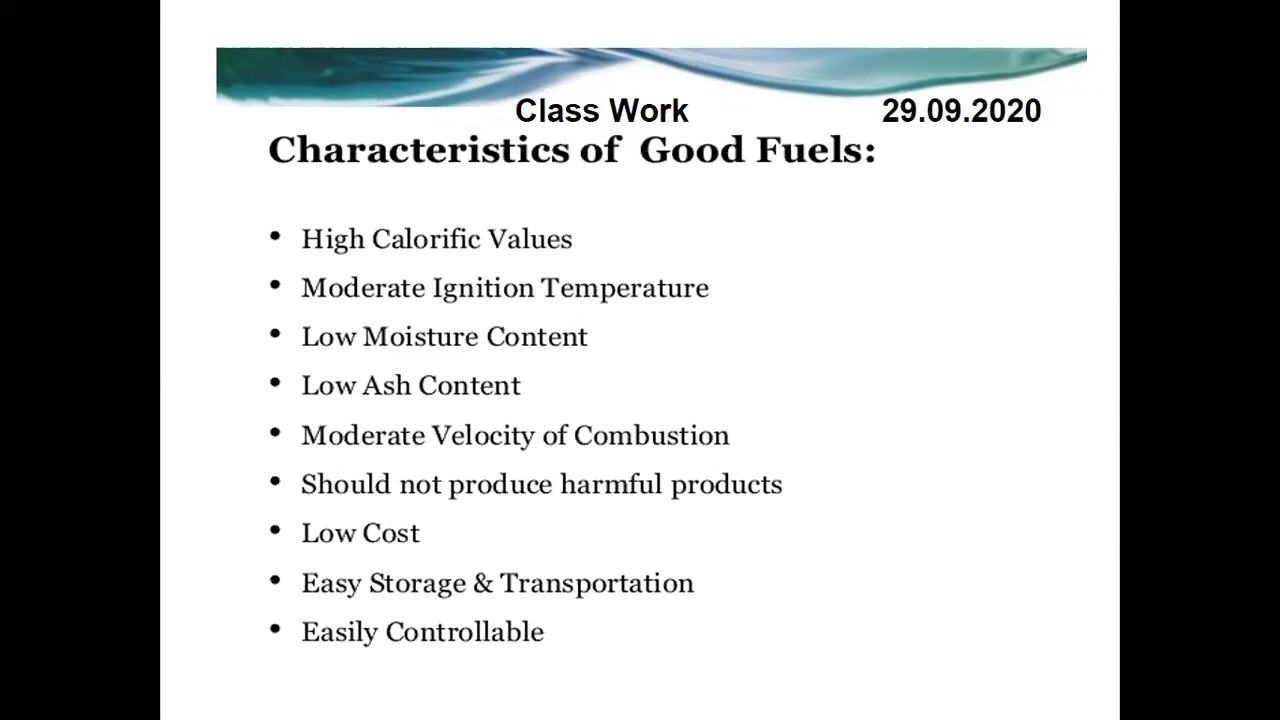 Class Work 29.09.2020
Characteristics of Good Fuels:
• High Calorific Values
• Moderate Ignition Temperature
• Low Moisture Content
• Low Ash Content
• Moderate Velocity of Combustion
• Should not produce harmful products
• Low Cost
• Easy Storage & Transportation
• Easily Controllable